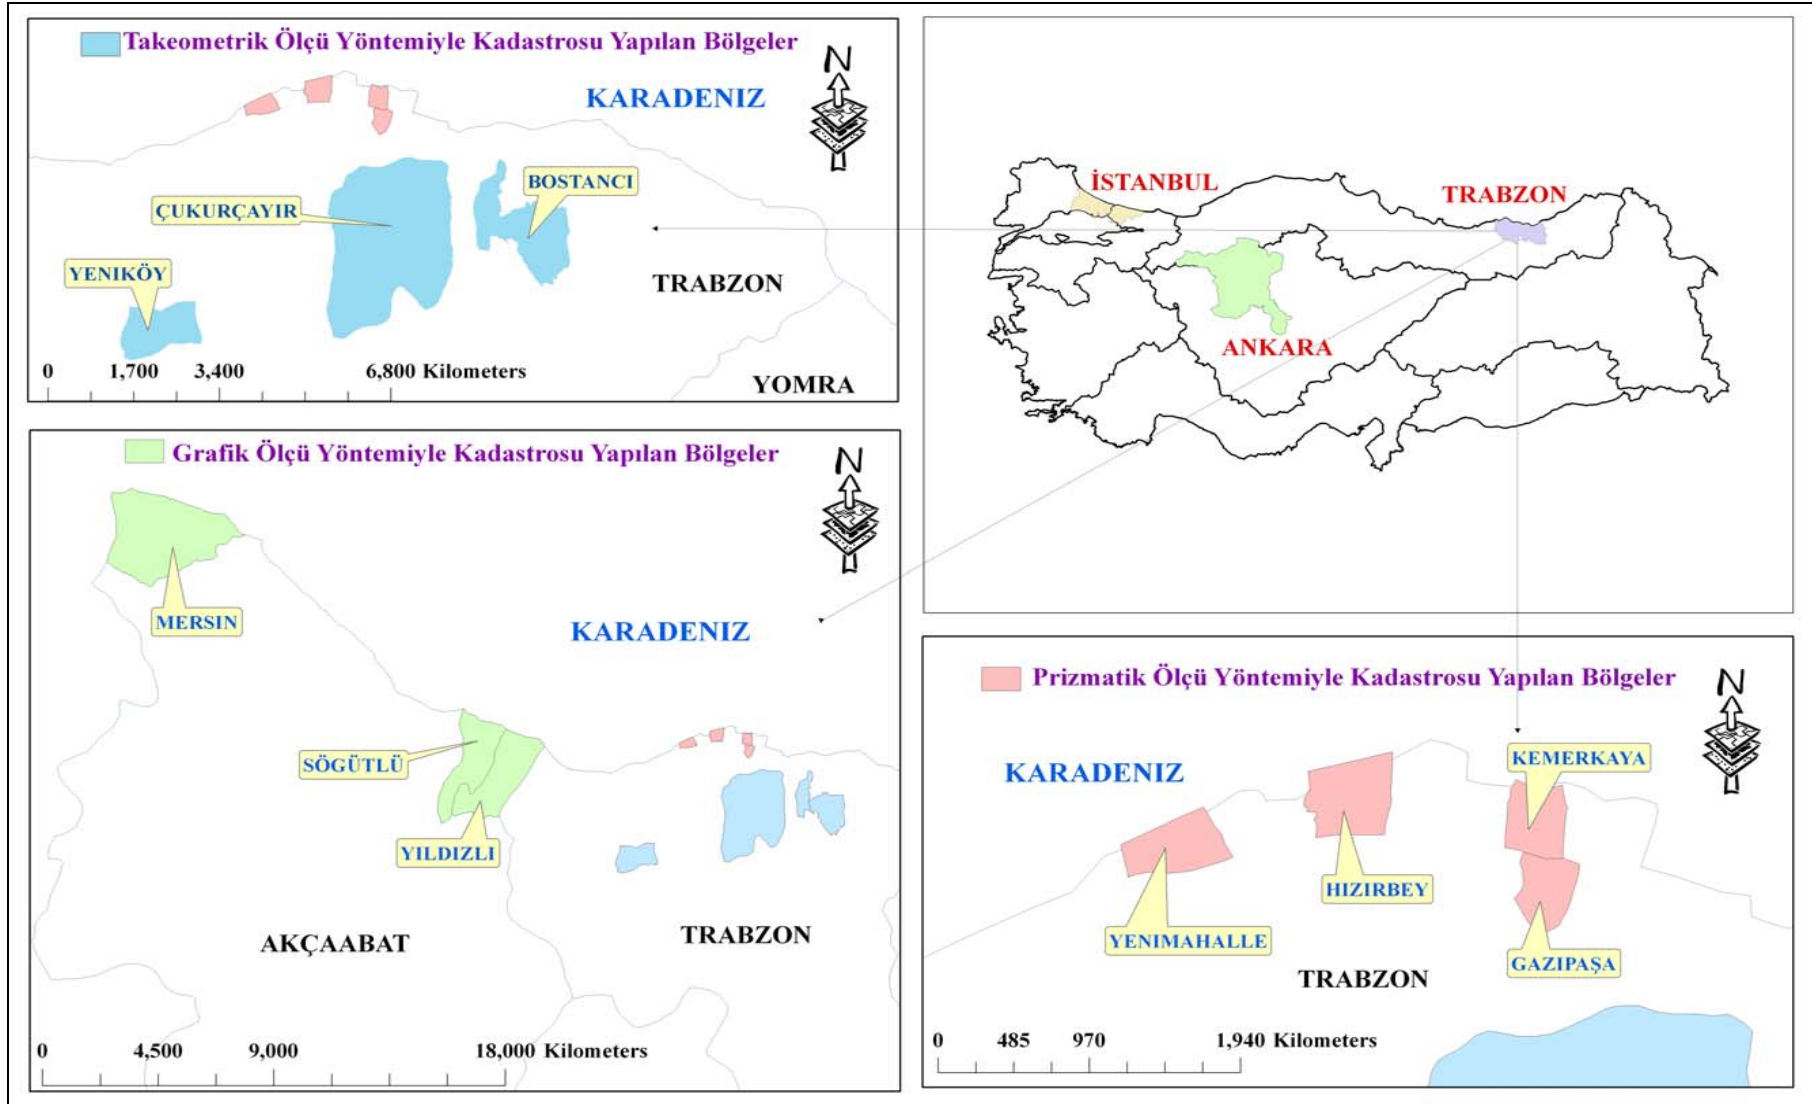 Takeometrik Ölçü Yöntemiyle Kadastrosu Yapılan Bölgeler
N
KARADENIZ
BOSTANCI
ÇUKURÇAYIR
YENIKÖY
TRABZON
0 1,700 3,400 6,800 Kilometers
YOMRA
İSTANBUL
TRABZON
ANKARA
Grafik Ölçü Yöntemiyle Kadastrosu Yapılan Bölgeler
N
MERSIN
KARADENIZ
SÖGÜTLÜ
YILDIZLI
AKÇAABAT
TRABZON
0 4,500 9,000 18,000 Kilometers
Prizmatik Ölçü Yöntemiyle Kadastrosu Yapılan Bölgeler
N
KARADENIZ
KEMERKAYA
HIZIRBEY
YENIMAHALLE
GAZIPAŞA
TRABZON
0 485 970 1,940 Kilometers